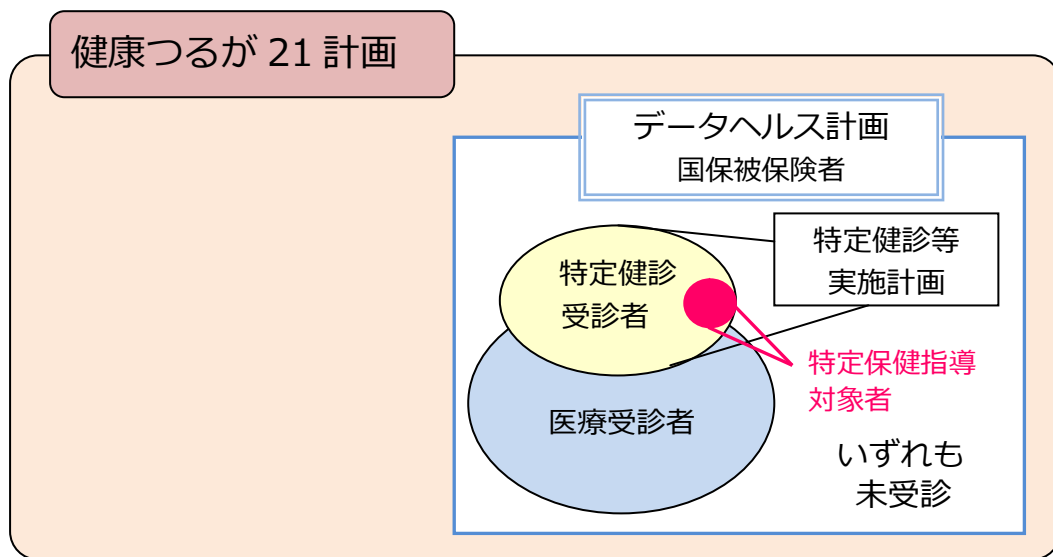 健康つるが 21 計画
データヘルス計画
国保被保険者
特定健診等
実施計画
特定健診
受診者
特定保健指導
対象者
医療受診者
いずれも
未受診